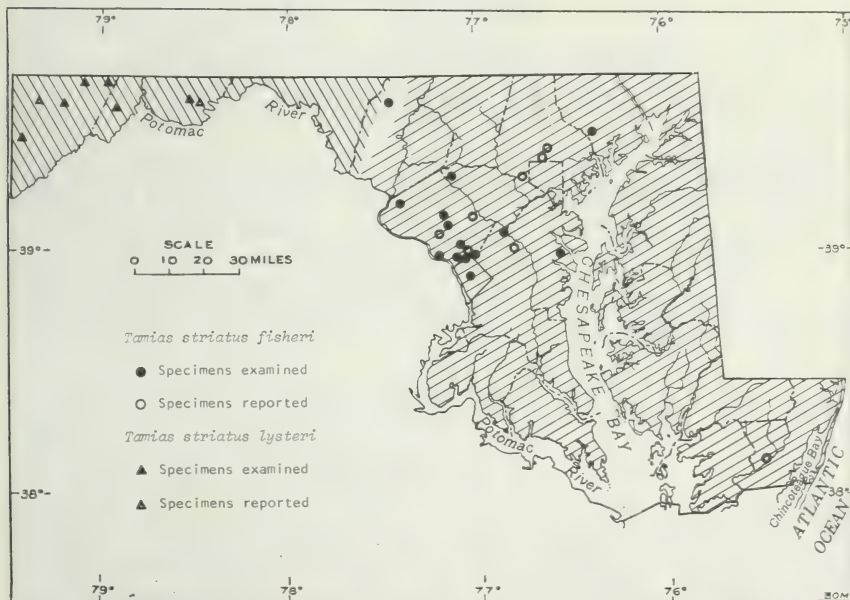 79° 78° 77° 76° 75°
Potomac
River
39°
39°
SCALE
0 10 20 30 MILES
CHESAPEAKE BAY
Tamias striatus fisheri
Specimens examined
Specimens reported
Tamias striatus lysteri
Specimens examined
Specimens reported
Potomac
River
Chincoteague Bay
ATLANTIC
OCEAN
38°
38°
79° 78° 77° 76°